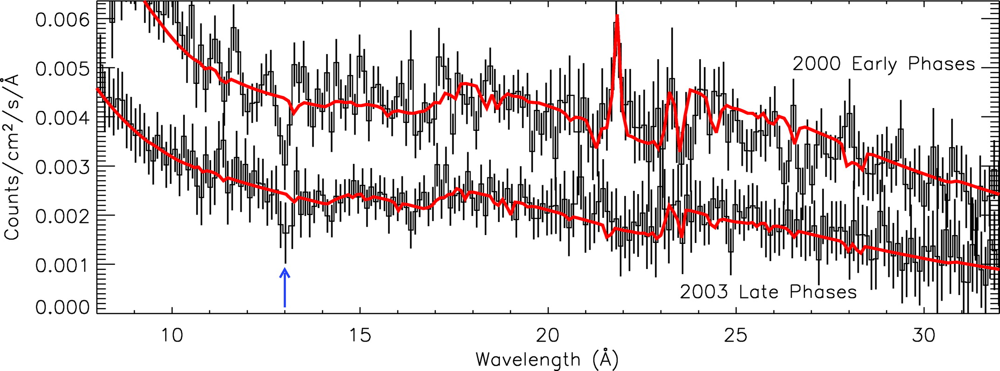 Counts/cm²/s/Å
0.006
0.005
0.004
0.003
0.002
0.001
0.000
2000 Early Phases
2003 Late Phases
10 15 20 25 30
Wavelength (Å)